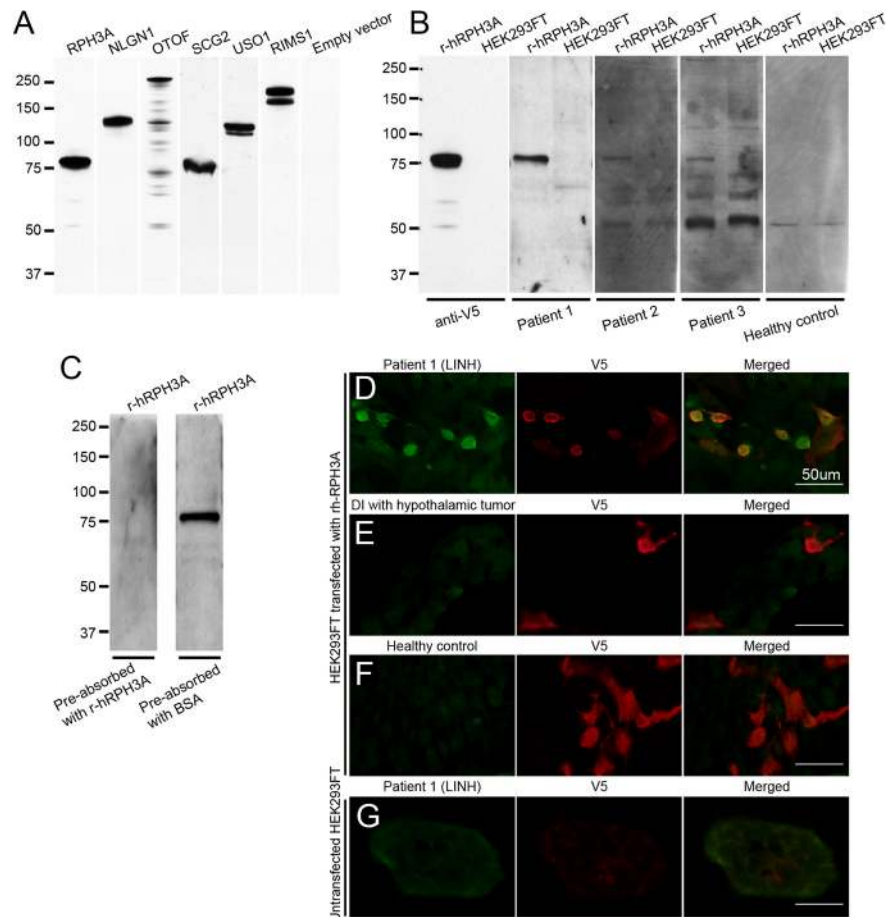 A
RPH3A NLGN1 OTOF SCG2 USO1 RIMS1 Empty vector
250
150
100
75
50
37
B
r-hRPH3A HEK293FT r-hRPH3A HEK293FT r-hRPH3A HEK293FT r-hRPH3A HEK293FT r-hRPH3A HEK293FT
250
150
100
75
50
37
anti-V5 Patient 1 Patient 2 Patient 3 Healthy control
C
r-hRPH3A r-hRPH3A
250
150
100
75
50
37
Pre-absorbed with r-hRPH3A
Pre-absorbed with BSA
HEK293FT transfected with rh-RPH3A
Patient 1 (LINH) V5 Merged
D
50um
DI with hypothalamic tumor V5 Merged
E
Healthy control V5 Merged
F
Untransfected HEK293FT
Patient 1 (LINH) V5 Merged
G